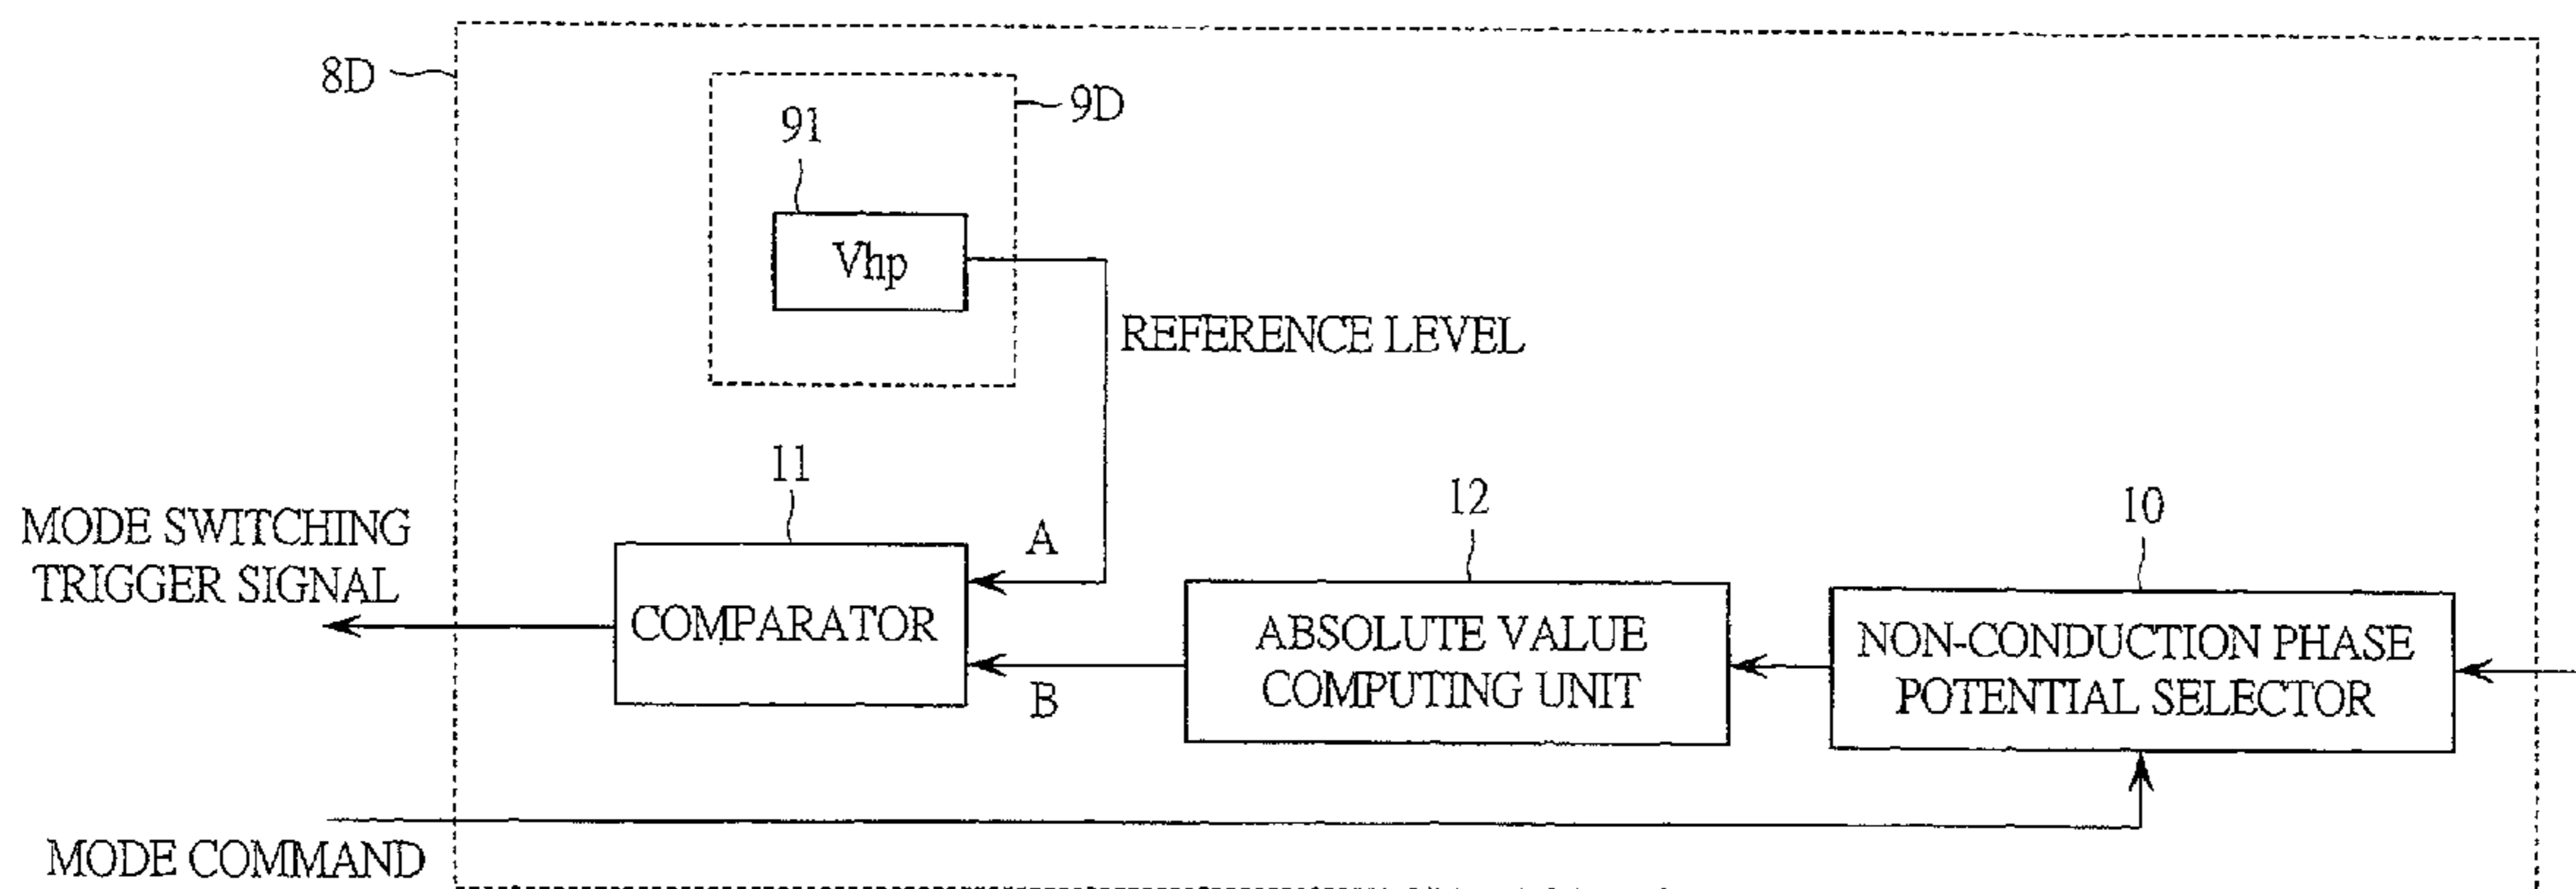 8D
9D
91
Vhp
REFERENCE LEVEL
11
12
10
MODE SWITCHING
TRIGGER SIGNAL
A
COMPARATOR
B
ABSOLUTE VALUE
COMPUTING UNIT
NON-CONDUCTION PHASE
POTENTIAL SELECTOR
MODE COMMAND